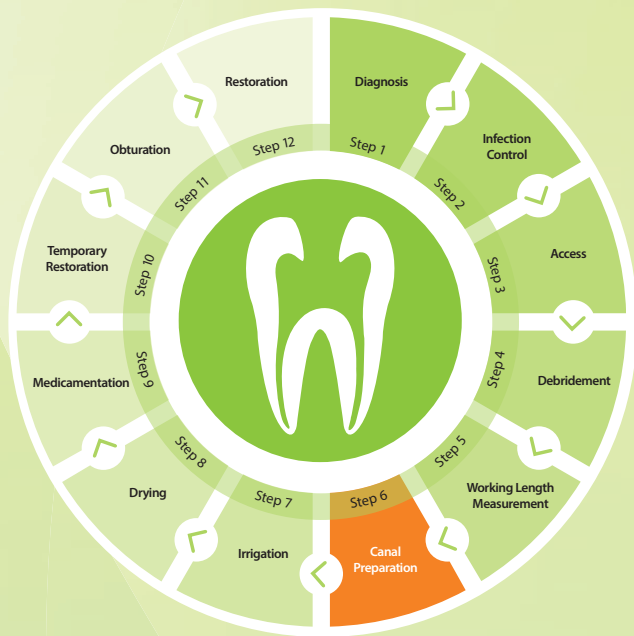 Diagnosis
Step 1
Infection
Control
Step 2
Access
Step 3
Debridement
Step 4
Working Length
Measurement
Step 5
Canal
Preparation
Step 6
Irrigation
Step 7
Drying
Step 8
Medicamentation
Step 9
Temporary
Restoration
Step 10
Obturation
Step 11
Restoration
Step 12